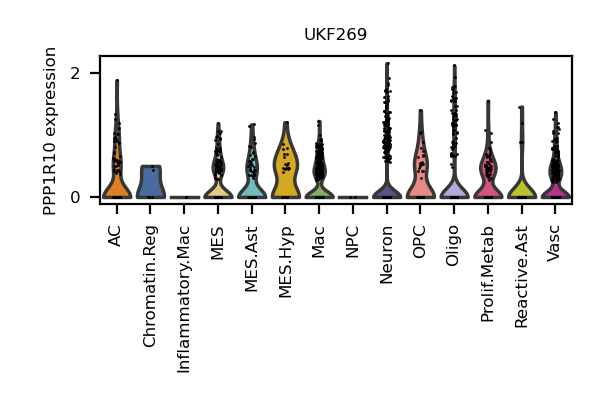 UKF269
PPP1R10 expression
2
0
AC
Chromatin.Reg
Inflammatory.Mac
MES
MES.Ast
MES.Hyp
Mac
NPC
Neuron
OPC
Oligo
Prolif.Metab
Reactive.Ast
Vasc